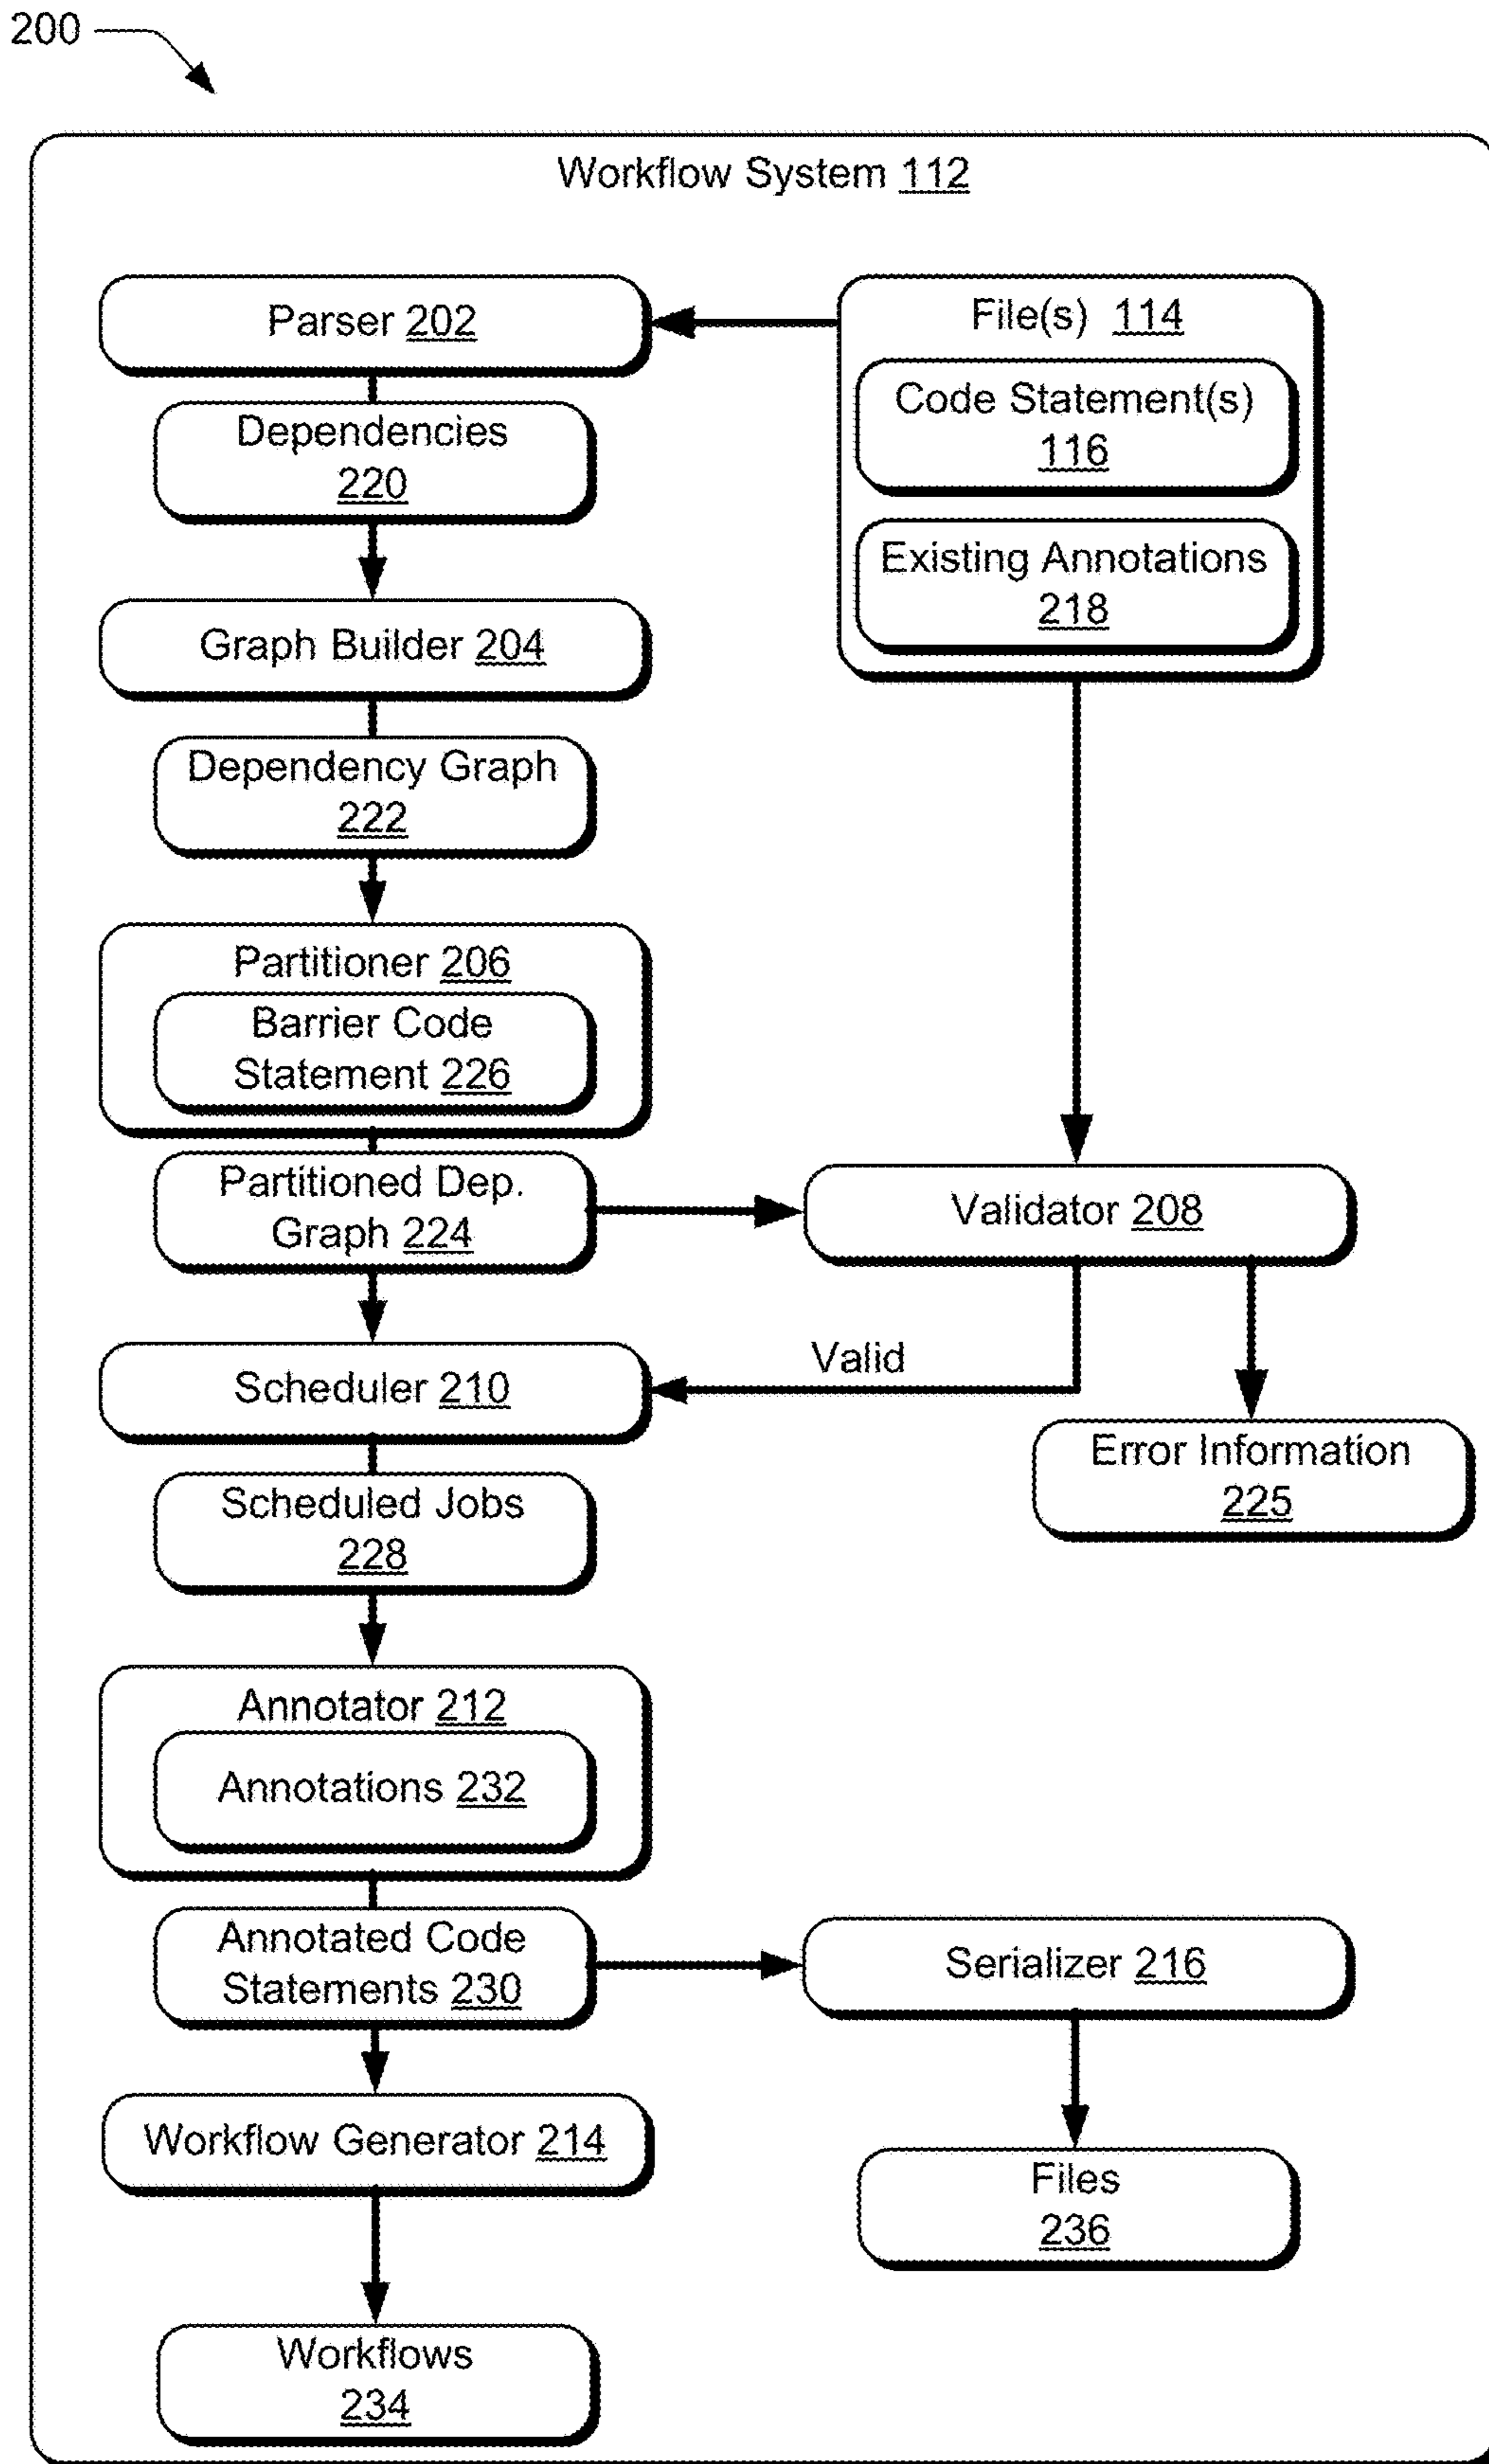 200
Workflow System 112
Parser 202
File(s) 114
Code Statement(s)
116
Dependencies
220
Existing Annotations
218
Graph Builder 204
Dependency Graph
222
Partitioner 206
Barrier Code
Statement 226
Partitioned Dep.
Graph 224
Validator 208
Valid
Scheduler 210
Error Information
225
Scheduled Jobs
228
Annotator 212
Annotations 232
Annotated Code
Statements 230
Serializer 216
Workflow Generator 214
Files
236
Workflows
234